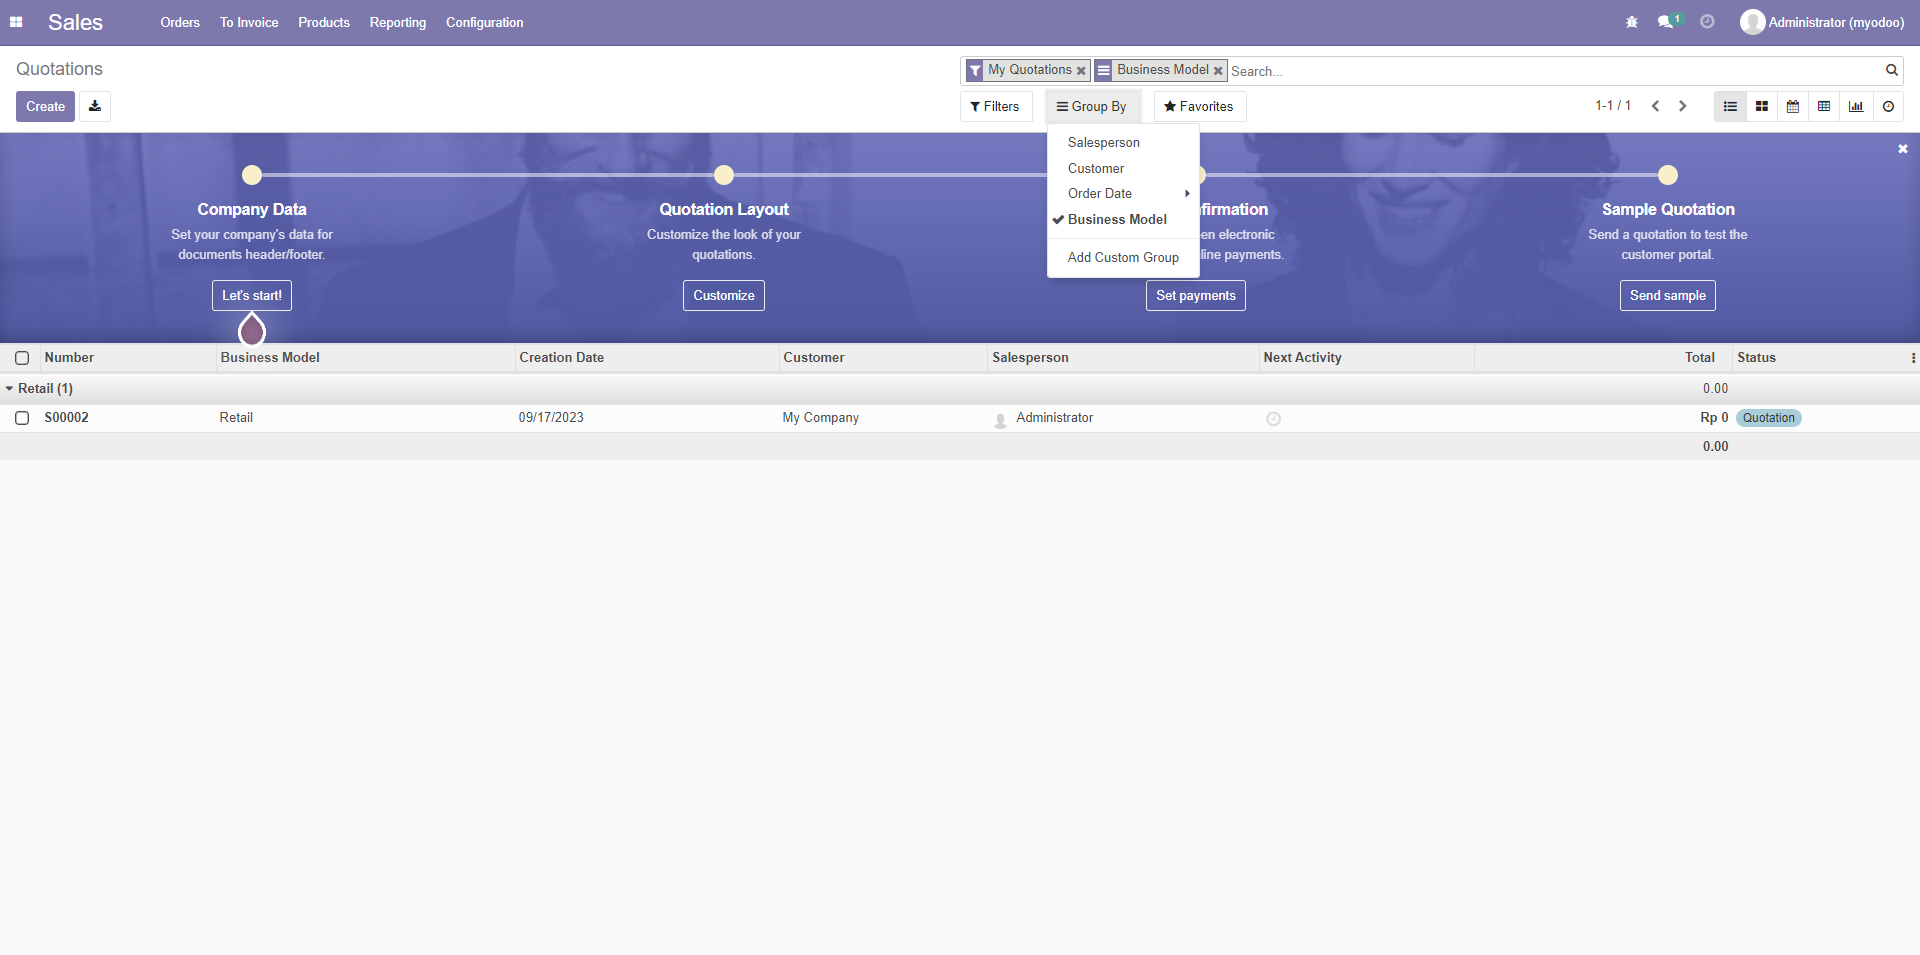 Sales Orders To Invoice Products Reporting Configuration 1 Administrator (myodoo)
Quotations
My Quotations Business Model Search...
Create Filters Group By Favorites 1-1 / 1
Salesperson
Customer
Order Date
Business Model
Add Custom Group
Company Data
Set your company's data for
documents header/footer.
Let's start!
Quotation Layout
Customize the look of your
quotations.
Customize
firmation
en electronic
line payments.
Set payments
Sample Quotation
Send a quotation to test the
customer portal.
Send sample
Number Business Model Creation Date Customer Salesperson Next Activity Total Status
Retail (1) 0.00
S00002 Retail 09/17/2023 My Company Administrator Rp 0 Quotation
0.00